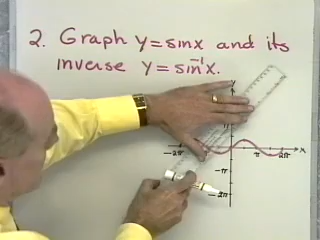 2. Graph y=sinx and its
inverse y = sin⁻¹x.
y
-2π
π
2π
x
-π
-2π